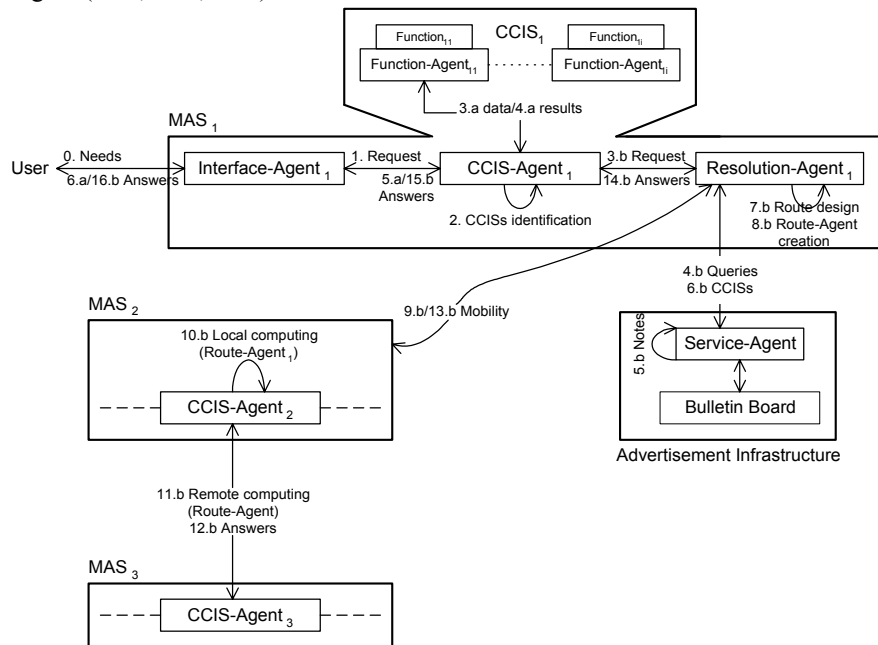 CCIS1
Function11
Function1i
Function-Agent11
Function-Agent1i
3.a data/4.a results
MAS 1
User
0. Needs
6.a/16.b Answers
Interface-Agent 1
1. Request
5.a/15.b
Answers
CCIS-Agent 1
2. CCISs identification
3.b Request
14.b Answers
Resolution-Agent 1
7.b Route design
8.b Route-Agent
creation
4.b Queries
6.b CCISs
MAS 2
9.b/13.b Mobility
10.b Local computing
(Route-Agent 1)
CCIS-Agent 2
5.b Notes
Service-Agent
Bulletin Board
Advertisement Infrastructure
11.b Remote computing
(Route-Agent)
12.b Answers
MAS 3
CCIS-Agent 3